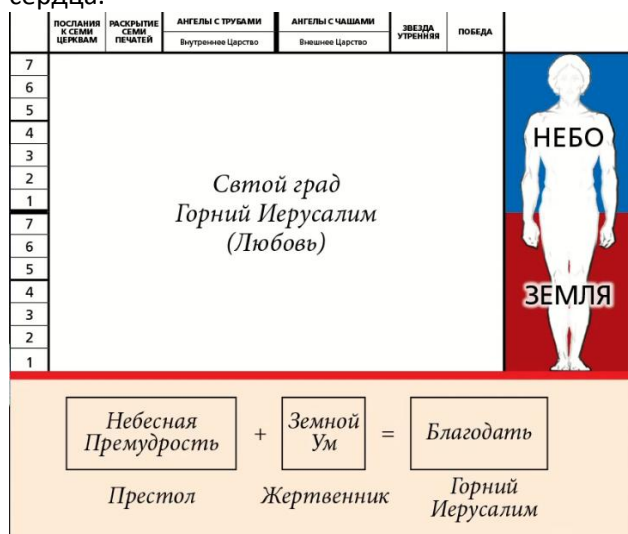 сердца.
ПОСЛАНИЯ
К СЕМИ
ЦЕРКВАМ
РАСКРЫТИЕ
СЕМИ
ПЕЧАТЕЙ
АНГЕЛЫ С ТРУБАМИ
Внутреннее Царство
АНГЕЛЫ С ЧАШАМИ
Внешнее Царство
ЗВЕЗДА
УТРЕННЯЯ
ПОБЕДА
7
6
5
4
3
2
1
7
6
5
4
3
2
1
Свтой град
Горний Иерусалим
(Любовь)
НЕБО
ЗЕМЛЯ
Небесная
Премудрость
+
Земной
Ум
=
Благодать
Престол
Жертвенник
Горний
Иерусалим